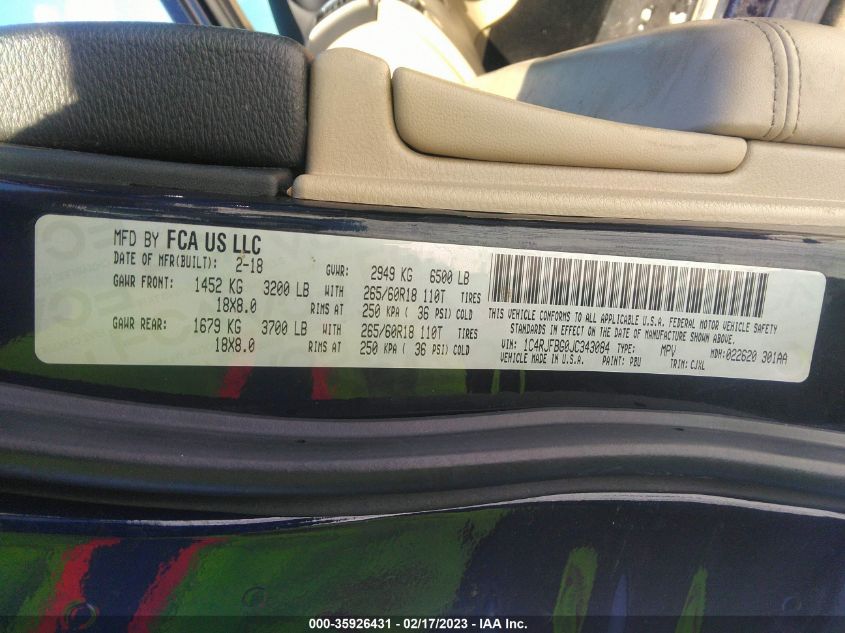 MFD BY FCA US LLC
DATE OF MFR(BUILT): 2-18 GVWR: 2949 KG 6500 LB
GAWR FRONT: 1452 KG 3200 LB WITH 265/60R18 110T TIRES
18X8.0 RIMS AT 250 KPA ( 36 PSI) COLD
GAWR REAR: 1679 KG 3700 LB WITH 265/60R18 110T TIRES
18X8.0 RIMS AT 250 KPA ( 36 PSI) COLD
THIS VEHICLE CONFORMS TO ALL APPLICABLE U.S.A. FEDERAL MOTOR VEHICLE SAFETY
STANDARDS IN EFFECT ON THE DATE OF MANUFACTURE SHOWN ABOVE.
VIN: 1C4RJFBG0JC343084 TYPE: MPV MDH:022620 301AA
VEHICLE MADE IN U.S.A. PAINT: PBU TRIM: CJXL
000-35926431 - 02/17/2023 - IAA Inc.